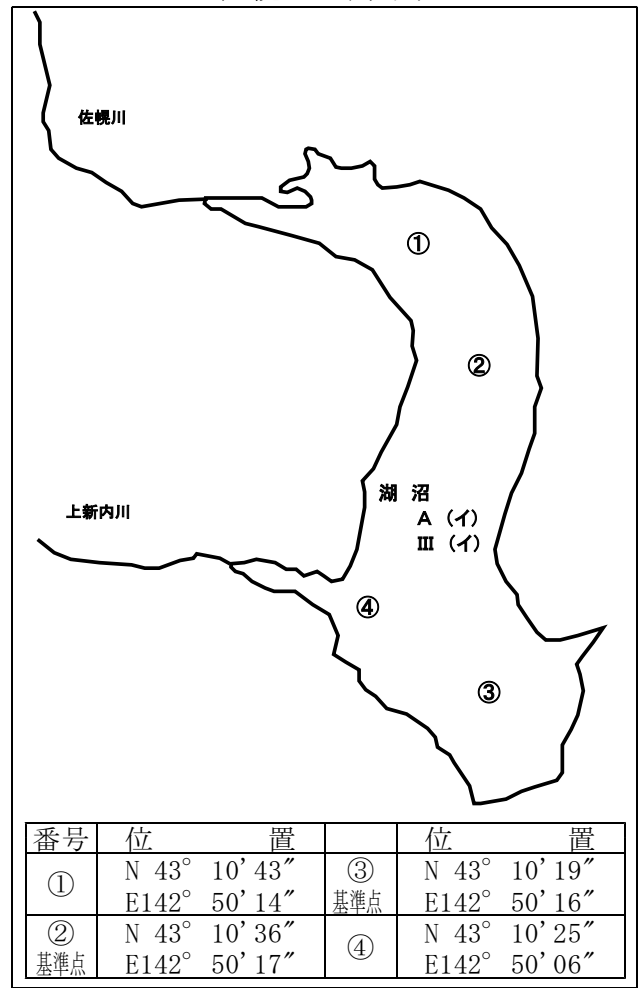 佐幌川
①
②
湖 沼
A (イ)
上新内川
III (イ)
④
③
番号 位 置 位 置
① N 43° 10' 43" ③ N 43° 10' 19"
E142° 50' 14" 基準点 E142° 50' 16"
② N 43° 10' 36" ④ N 43° 10' 25"
基準点 E142° 50' 17" E142° 50' 06"